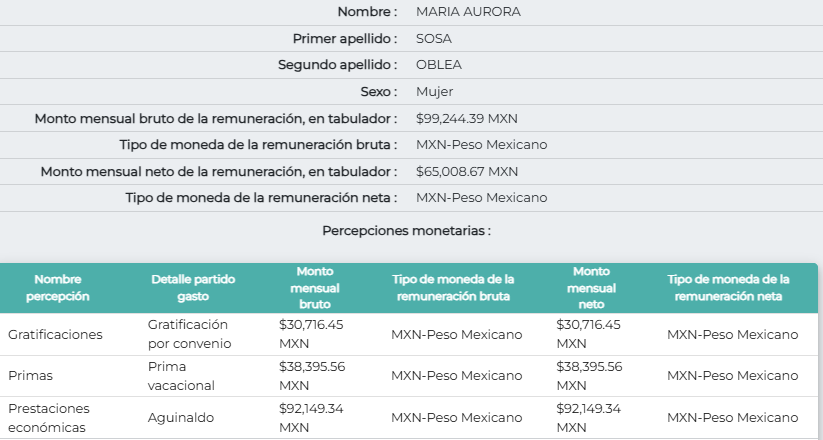 Nombre : MARIA AURORA
Primer apellido : SOSA
Segundo apellido : OBLEA
Sexo : Mujer
Monto mensual bruto de la remuneración, en tabulador : $99,244.39 MXN
Tipo de moneda de la remuneración bruta : MXN-Peso Mexicano
Monto mensual neto de la remuneración, en tabulador : $65,008.67 MXN
Tipo de moneda de la remuneración neta : MXN-Peso Mexicano
Percepciones monetarias :
Nombre
percepción
Detalle partido
gasto
Monto
mensual
bruto
Tipo de moneda de la
remuneración bruta
Monto
mensual
neto
Tipo de moneda de la
remuneración neta
Gratificaciones
Gratificación
por convenio
$30,716.45
MXN
MXN-Peso Mexicano
$30,716.45
MXN
MXN-Peso Mexicano
Primas
Prima
vacacional
$38,395.56
MXN
MXN-Peso Mexicano
$38,395.56
MXN
MXN-Peso Mexicano
Prestaciones
económicas
Aguinaldo
$92,149.34
MXN
MXN-Peso Mexicano
$92,149.34
MXN
MXN-Peso Mexicano